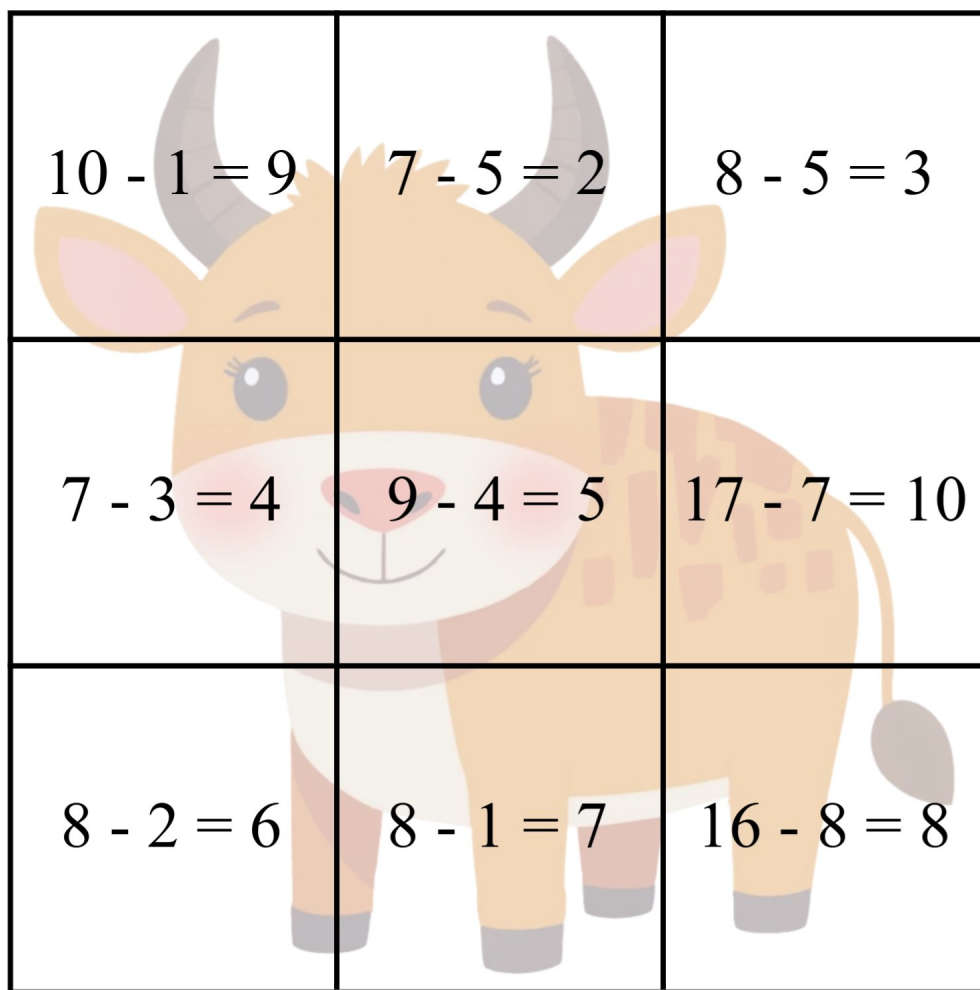 10 - 1 = 9
7 - 5 = 2
8 - 5 = 3
7 - 3 = 4
9 - 4 = 5
17 - 7 = 10
8 - 2 = 6
8 - 1 = 7
16 - 8 = 8